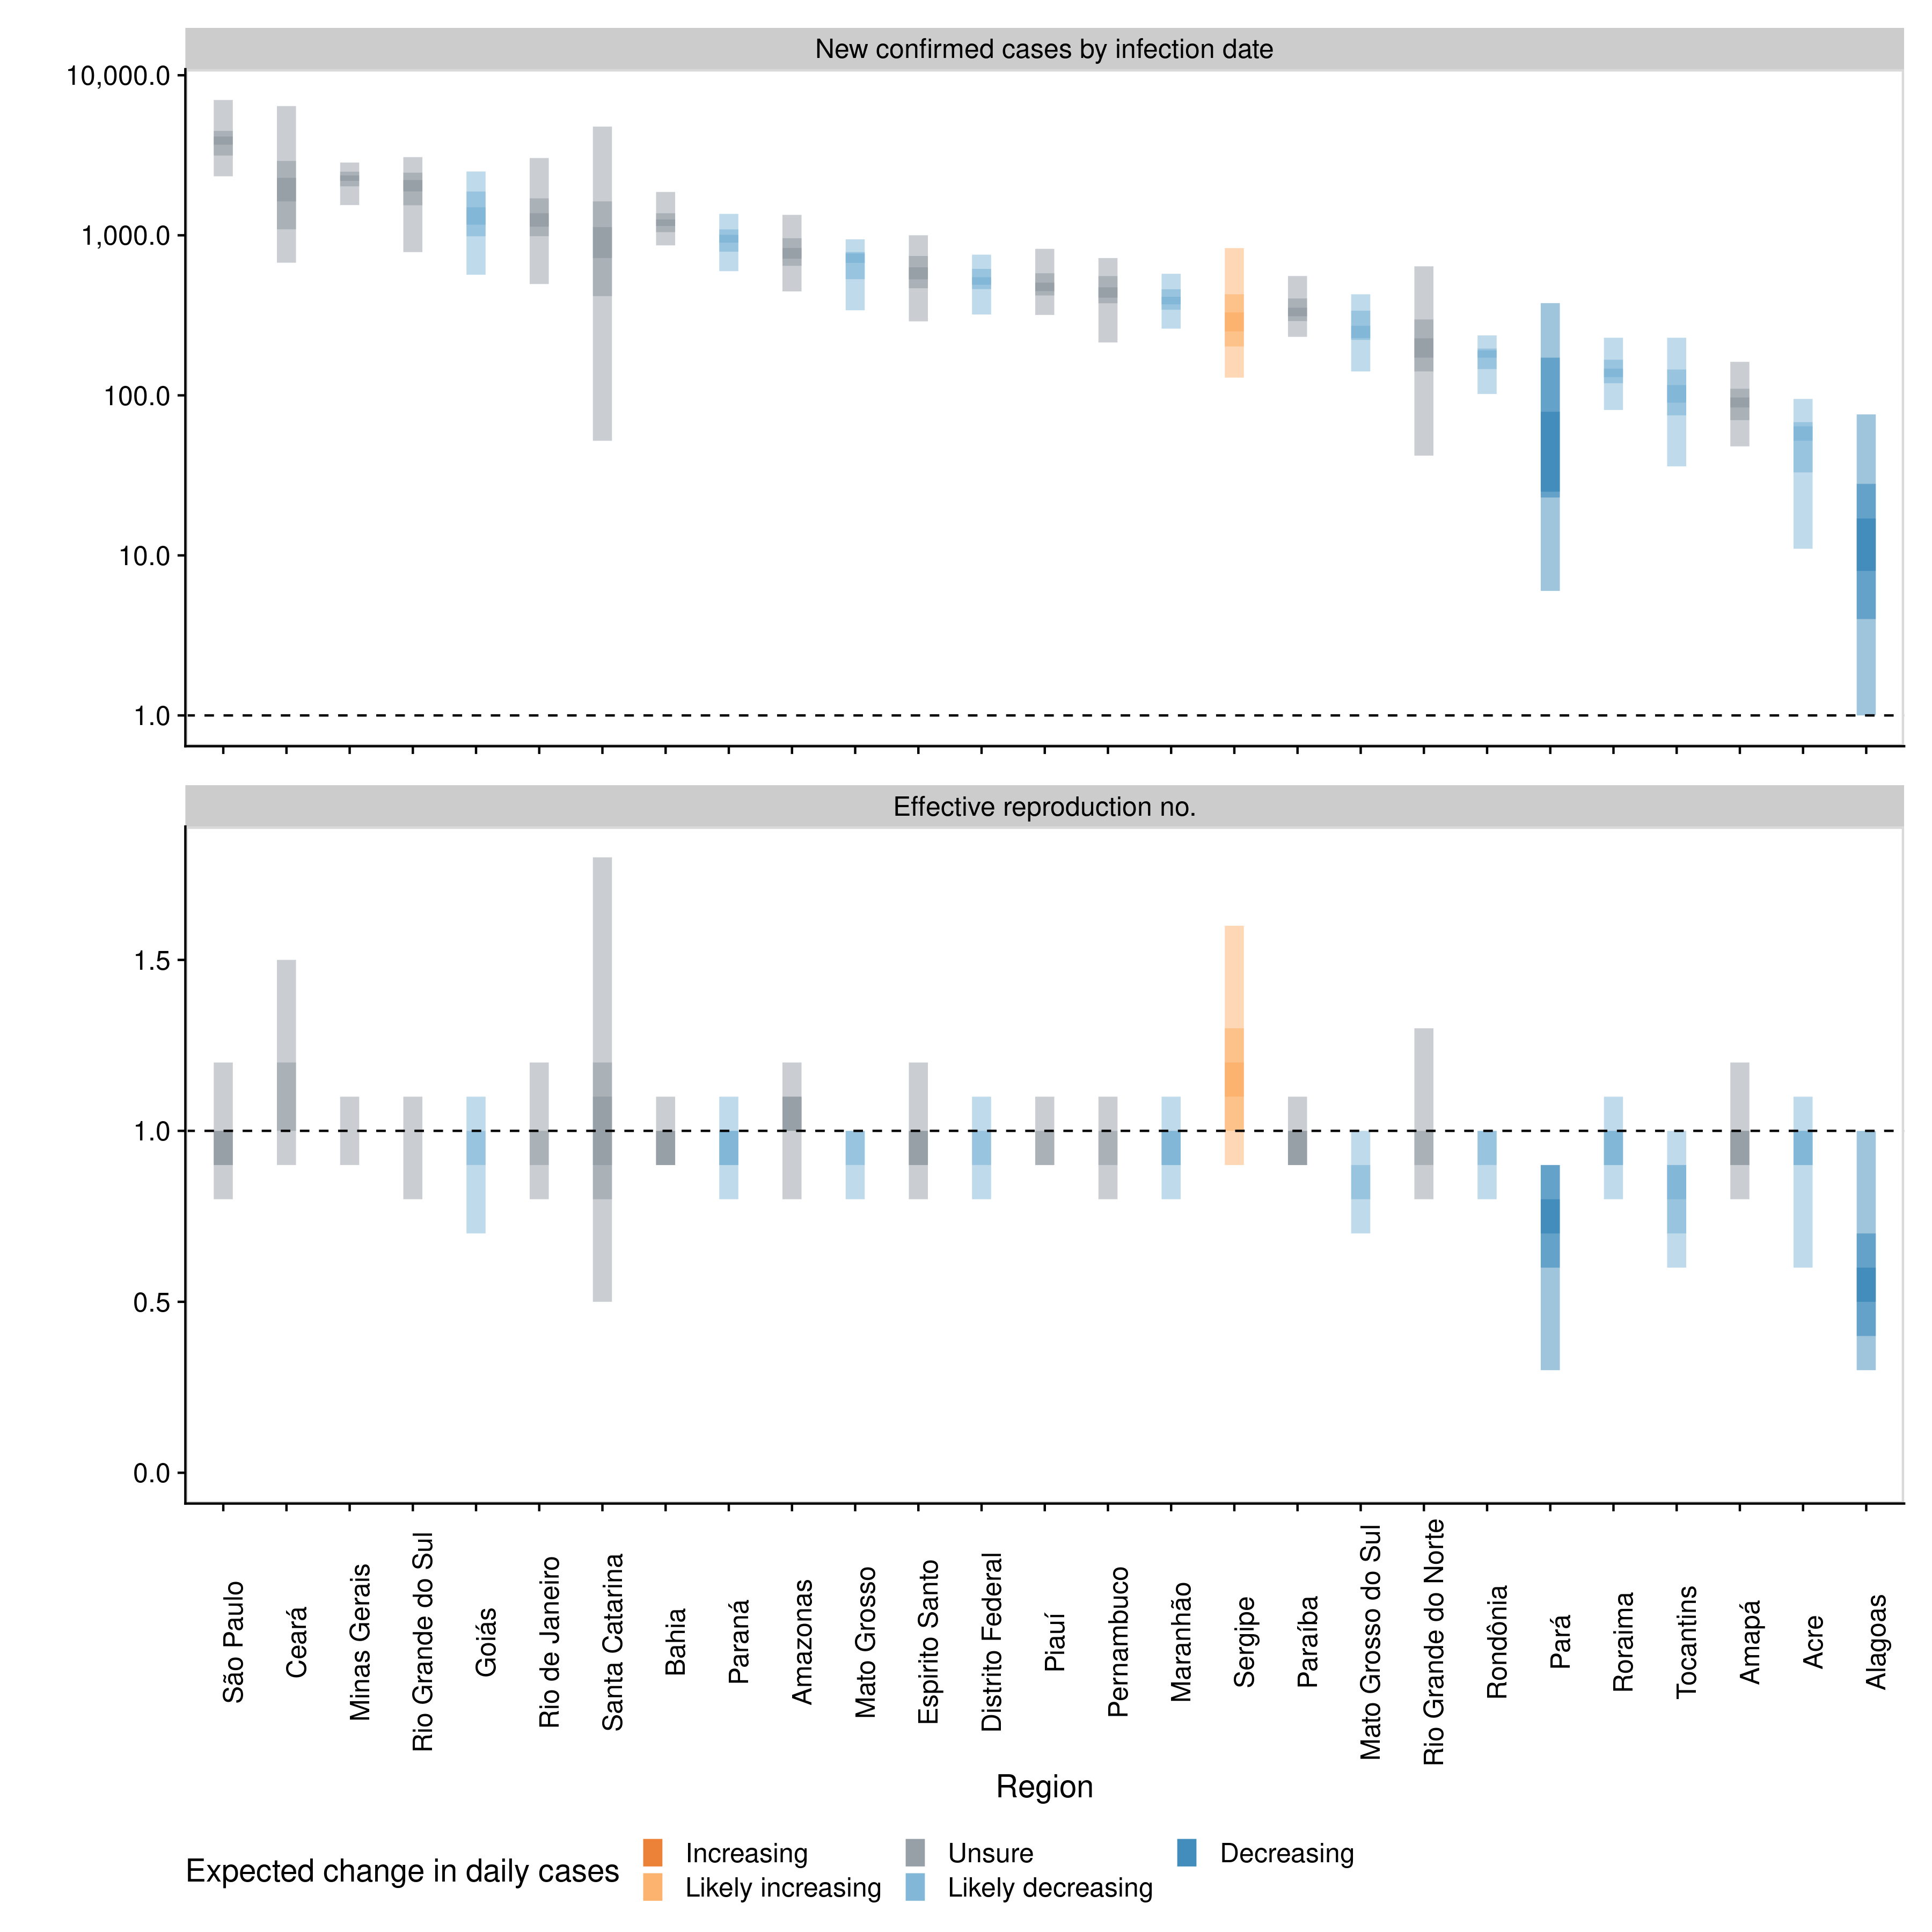 New confirmed cases by infection date
10,000.0
1,000.0
100.0
10.0
1.0
Effective reproduction no.
1.5
1.0
0.5
0.0
São Paulo
Ceará
Minas Gerais
Rio Grande do Sul
Goiás
Rio de Janeiro
Santa Catarina
Bahia
Paraná
Amazonas
Mato Grosso
Espirito Santo
Distrito Federal
Piauí
Pernambuco
Maranhão
Sergipe
Paraíba
Mato Grosso do Sul
Rio Grande do Norte
Rondônia
Pará
Roraima
Tocantins
Amapá
Acre
Alagoas
Region
Expected change in daily cases
Increasing
Likely increasing
Unsure
Likely decreasing
Decreasing